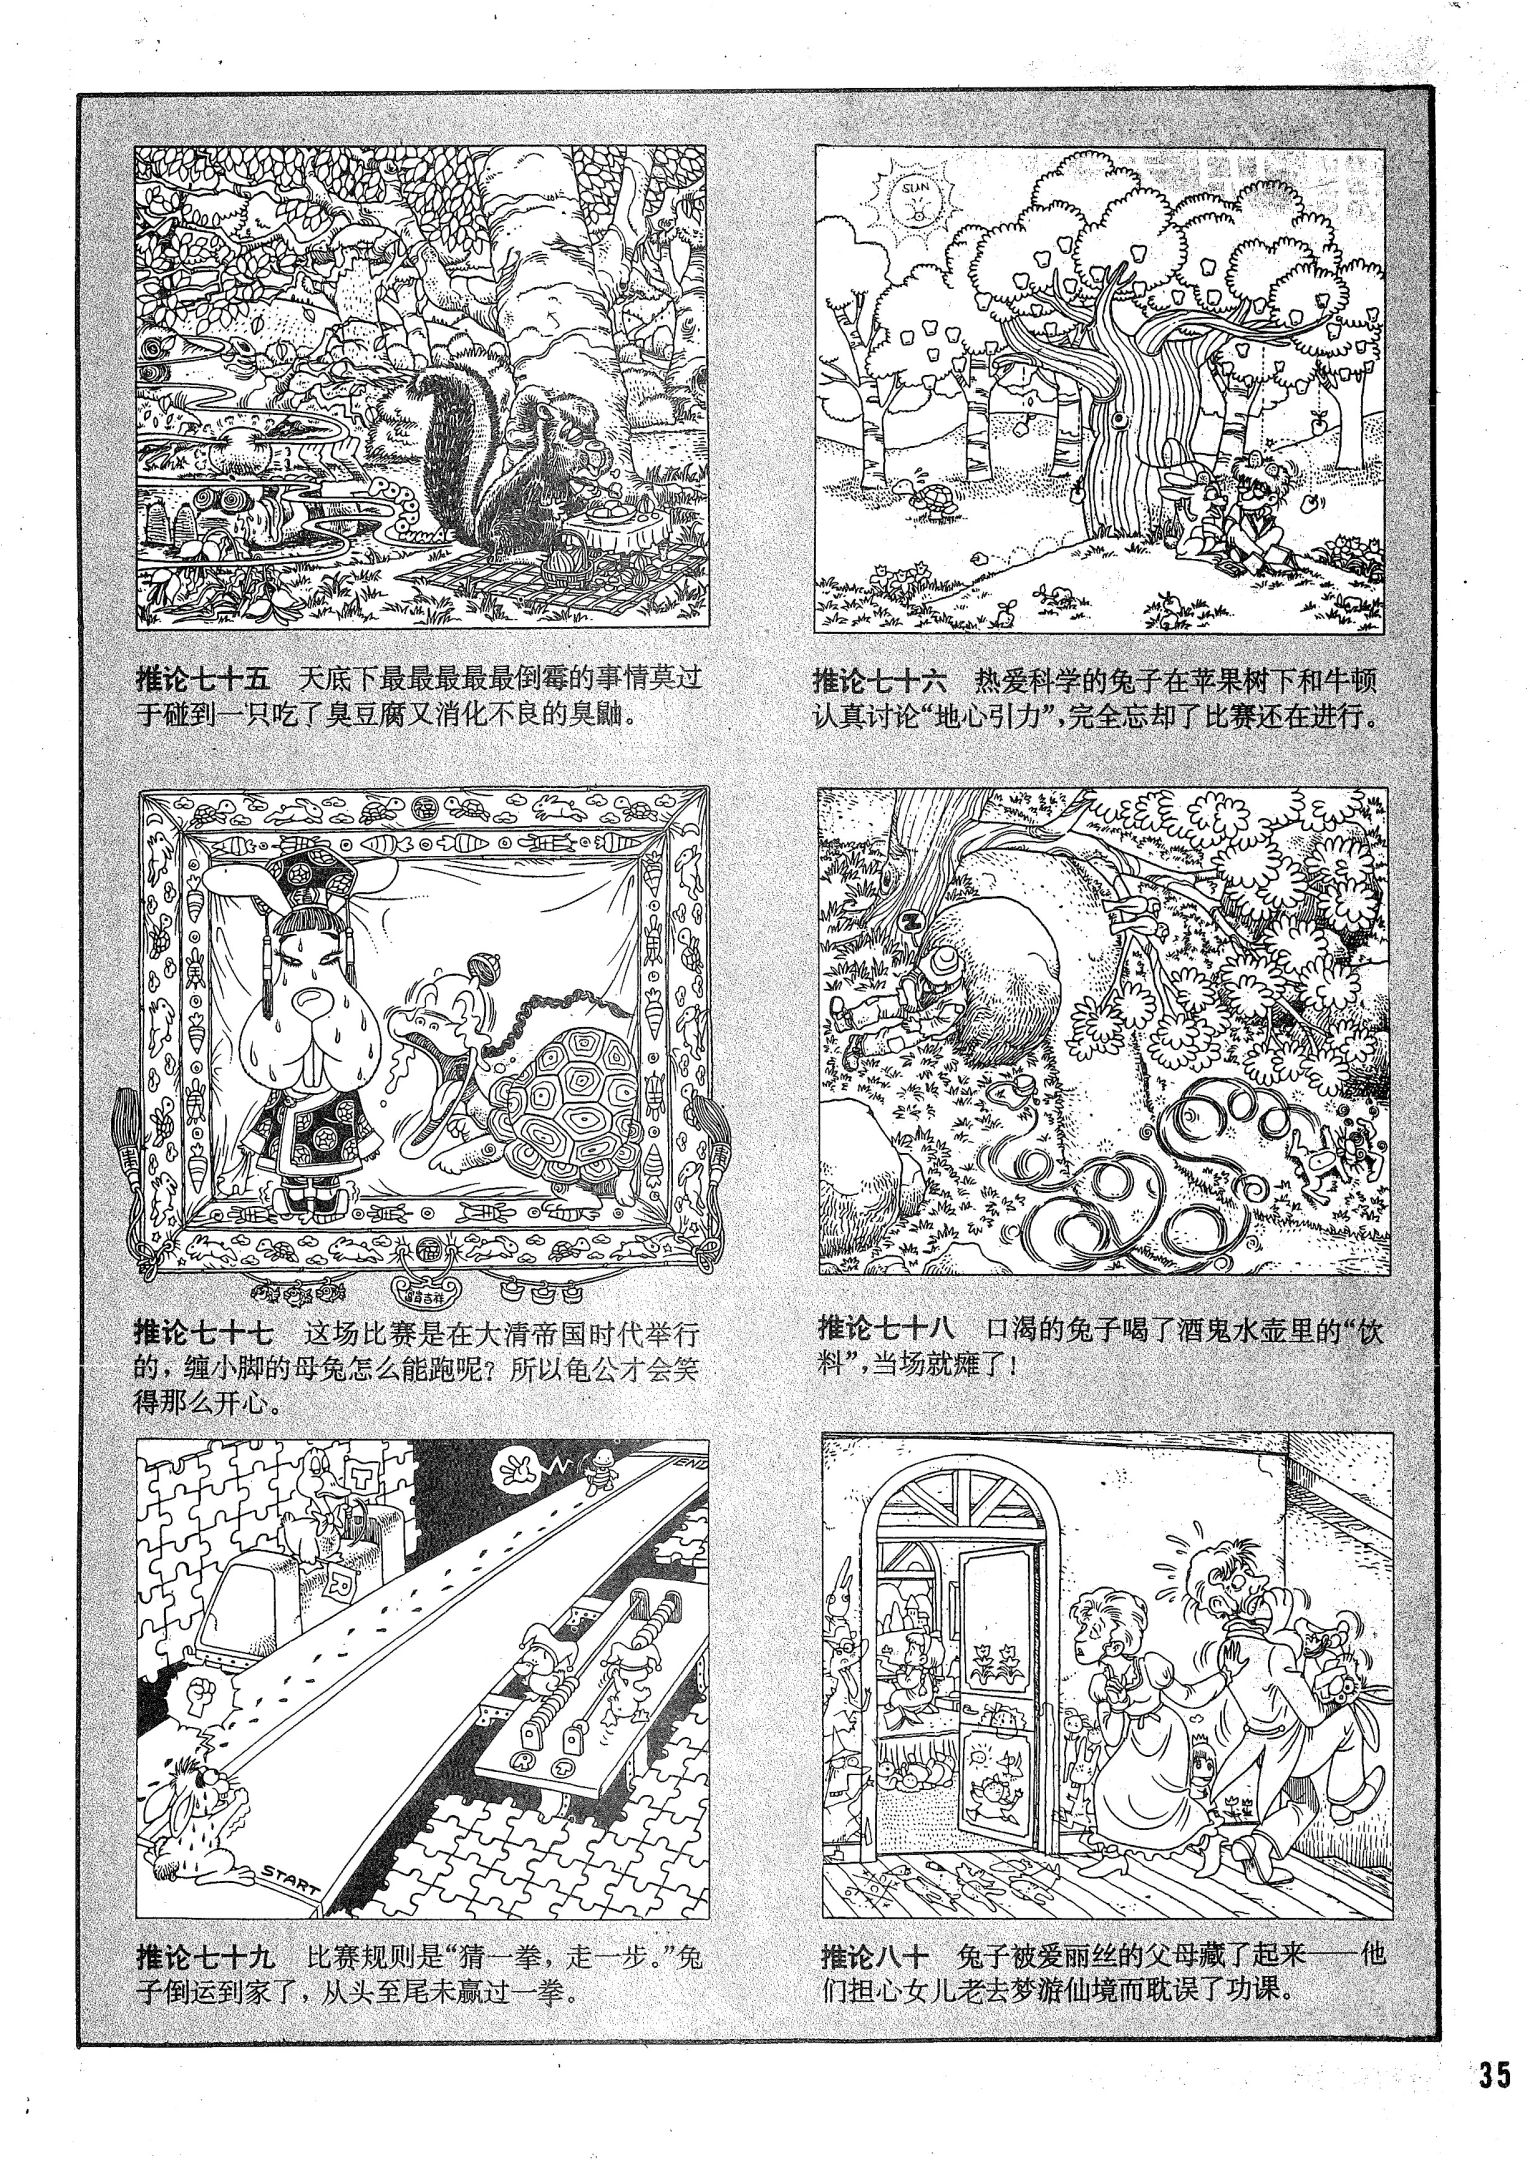 SUN
推论七十五　天底下最最最最最倒霉的事情莫过
于碰到一只吃了臭豆腐又消化不良的臭鼬。
推论七十六　热爱科学的兔子在苹果树下和牛顿
认真讨论“地心引力”，完全忘却了比赛还在进行。
福
福
吉祥
寅
Z
推论七十七　这场比赛是在大清帝国时代举行
的，缠小脚的母兔怎么能跑呢？所以龟公才会笑
得那么开心。
推论七十八　口渴的兔子喝了酒鬼水壶里的“饮
料”，当场就瘫了！
END
T
R
R
T
START
推论七十九　比赛规则是“猜一拳，走一步。”兔
子倒运到家了，从头至尾未赢过一拳。
推论八十　兔子被爱丽丝的父母藏了起来——他
们担心女儿老去梦游仙境而耽误了功课。
35